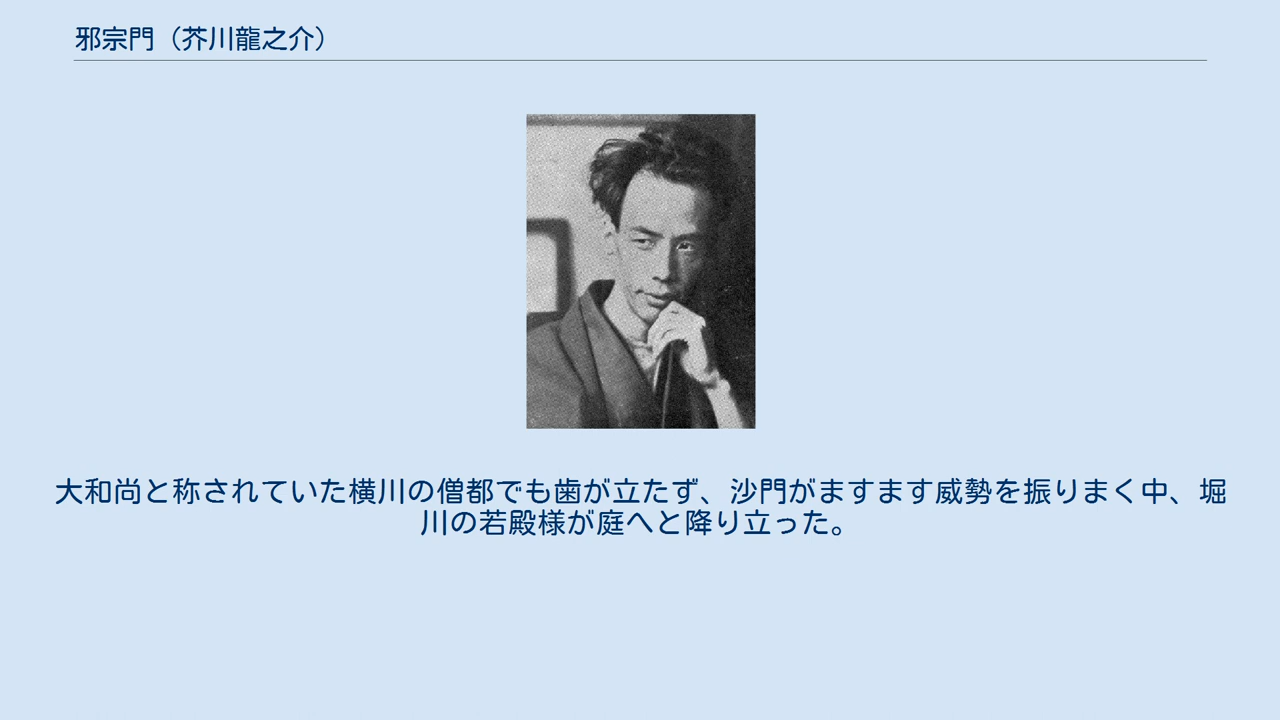 邪宗門（芥川龍之介）
大和尚と称されていた横川の僧都でも歯が立たず、沙門がますます威勢を振りまく中、堀
川の若殿様が庭へと降り立った。